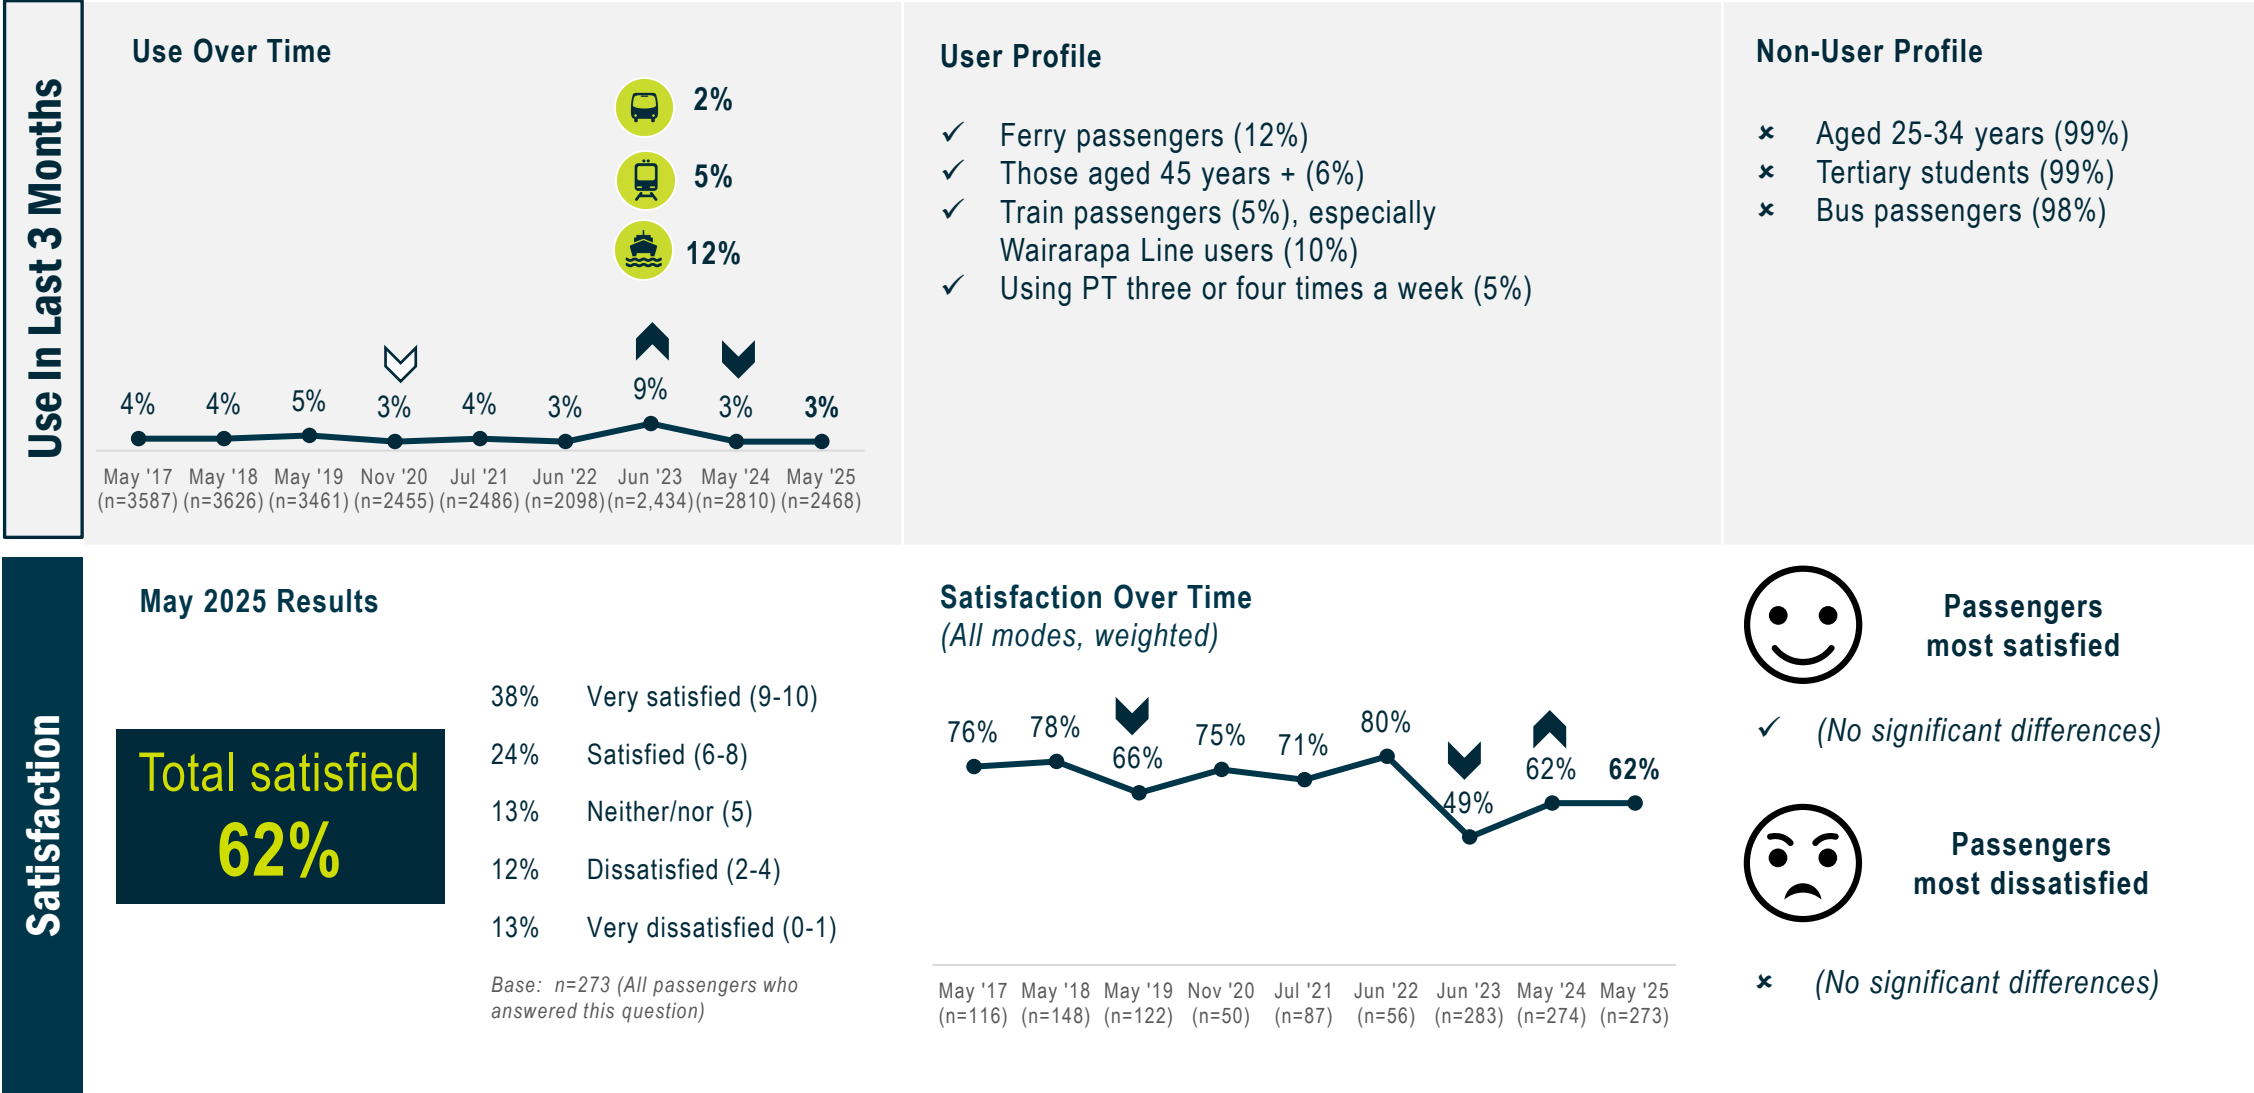 Use In Last 3 Months
Use Over Time
2%
5%
12%
4%
4%
5%
3%
4%
3%
9%
3%
3%
May '17 May '18 May '19 Nov '20 Jul '21 Jun '22 Jun '23 May '24 May '25
(n=3587) (n=3626) (n=3461) (n=2455) (n=2486) (n=2098) (n=2,434) (n=2810) (n=2468)
User Profile
✓ Ferry passengers (12%)
✓ Those aged 45 years + (6%)
✓ Train passengers (5%), especially
Wairarapa Line users (10%)
✓ Using PT three or four times a week (5%)
Non-User Profile
× Aged 25-34 years (99%)
× Tertiary students (99%)
× Bus passengers (98%)
Satisfaction
May 2025 Results
Total satisfied
62%
38% Very satisfied (9-10)
24% Satisfied (6-8)
13% Neither/nor (5)
12% Dissatisfied (2-4)
13% Very dissatisfied (0-1)
Base: n=273 (All passengers who
answered this question)
Satisfaction Over Time
(All modes, weighted)
76%
78%
66%
75%
71%
80%
49%
62%
62%
May '17 May '18 May '19 Nov '20 Jul '21 Jun '22 Jun '23 May '24 May '25
(n=116) (n=148) (n=122) (n=50) (n=87) (n=56) (n=283) (n=274) (n=273)
Passengers
most satisfied
✓ (No significant differences)
Passengers
most dissatisfied
× (No significant differences)